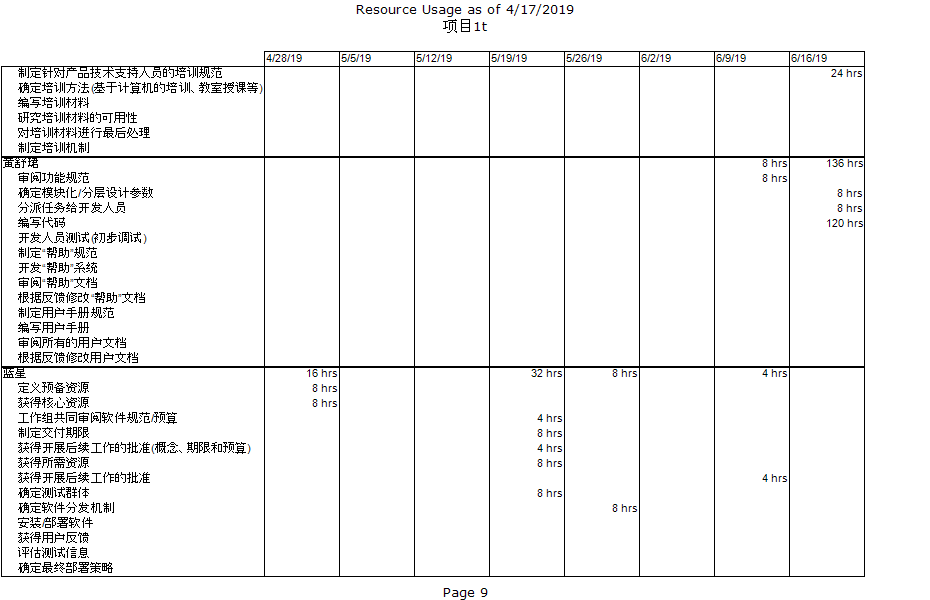 Resource Usage as of 4/17/2019
项目1t
4/28/19 5/5/19 5/12/19 5/19/19 5/26/19 6/2/19 6/9/19 6/16/19
制定针对产品技术支持人员的培训规范 24 hrs
确定培训方法(基于计算机的培训、教室授课等)
编写培训材料
研究培训材料的可用性
对培训材料进行最后处理
制定培训机制
黄舒珺 8 hrs 136 hrs
审阅功能规范 8 hrs
确定模块化/分层设计参数 8 hrs
分派任务给开发人员 8 hrs
编写代码 120 hrs
开发人员测试(初步调试)
制定“帮助”规范
开发“帮助”系统
审阅“帮助”文档
根据反馈修改“帮助”文档
制定用户手册规范
编写用户手册
审阅所有的用户文档
根据反馈修改用户文档
蓝星 16 hrs 32 hrs 8 hrs 4 hrs
定义预备资源 8 hrs
获得核心资源 8 hrs
工作组共同审阅软件规范/预算 4 hrs
制定交付期限 8 hrs
获得开展后续工作的批准(概念、期限和预算) 4 hrs
获得所需资源 8 hrs
获得开展后续工作的批准 4 hrs
确定测试群体 8 hrs
确定软件分发机制 8 hrs
安装/部署软件
获得用户反馈
评估测试信息
确定最终部署策略
Page 9